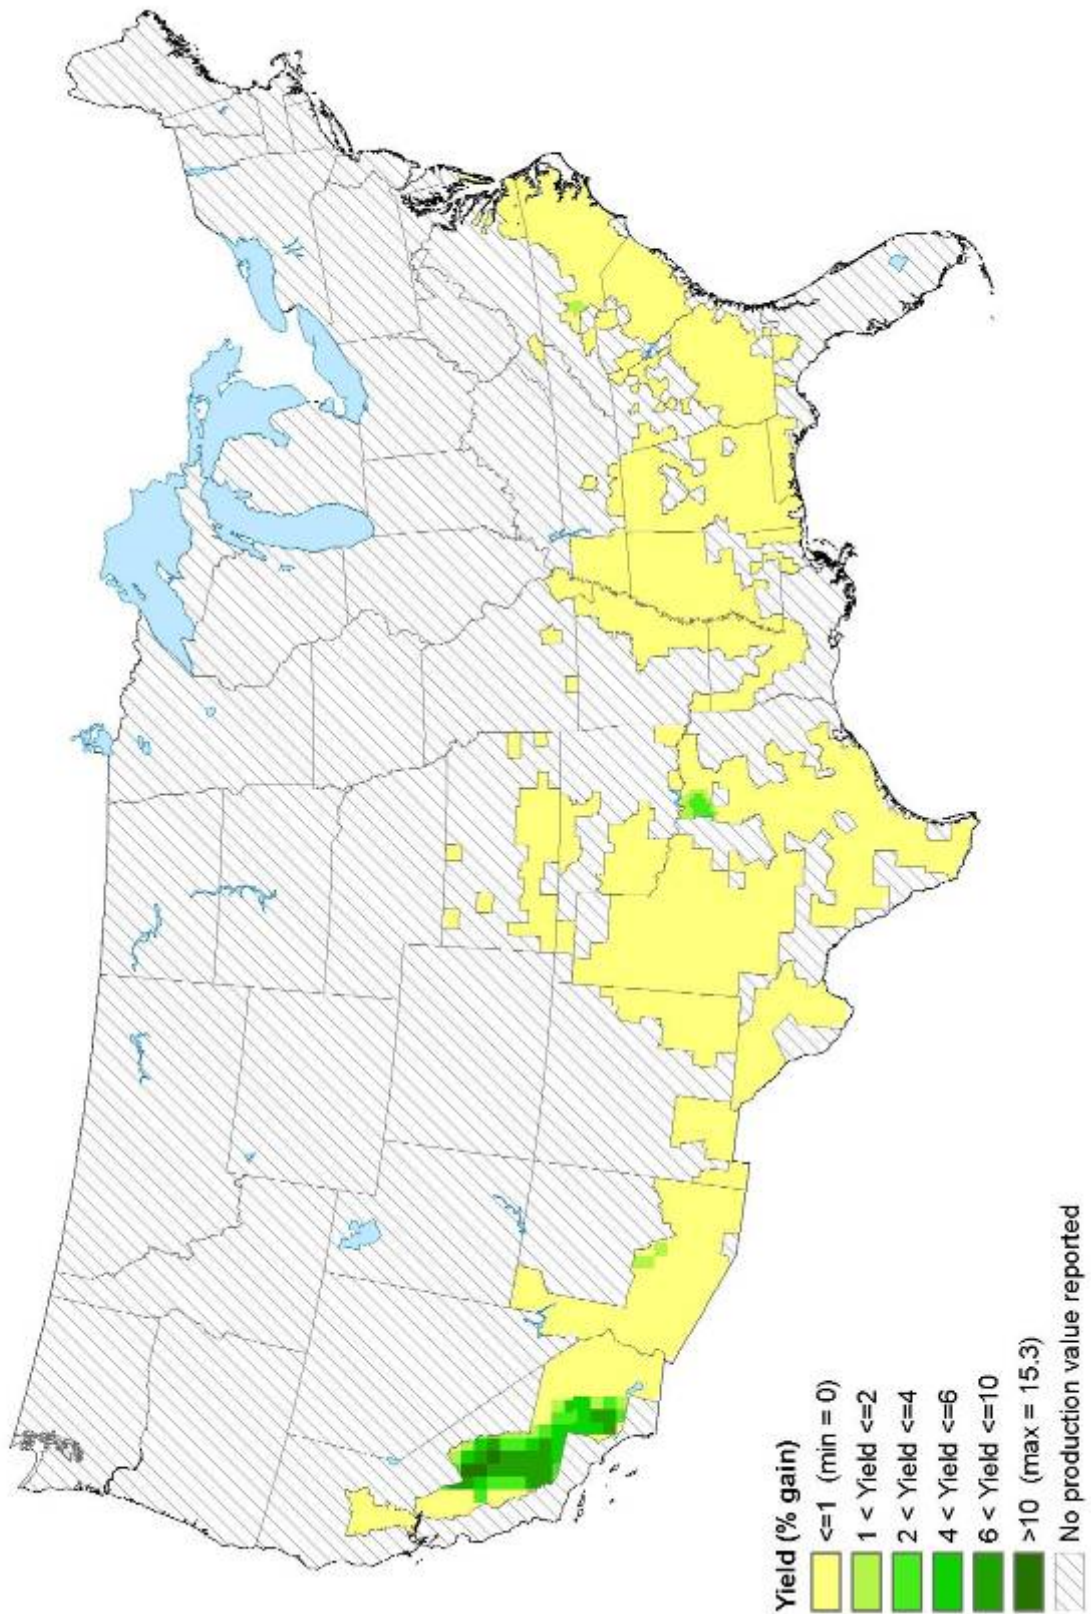 Yield (% gain)
<=1 (min = 0)
1 < Yield <=2
2 < Yield <=4
4 < Yield <=6
6 < Yield <=10
>10 (max = 15.3)
No production value reported